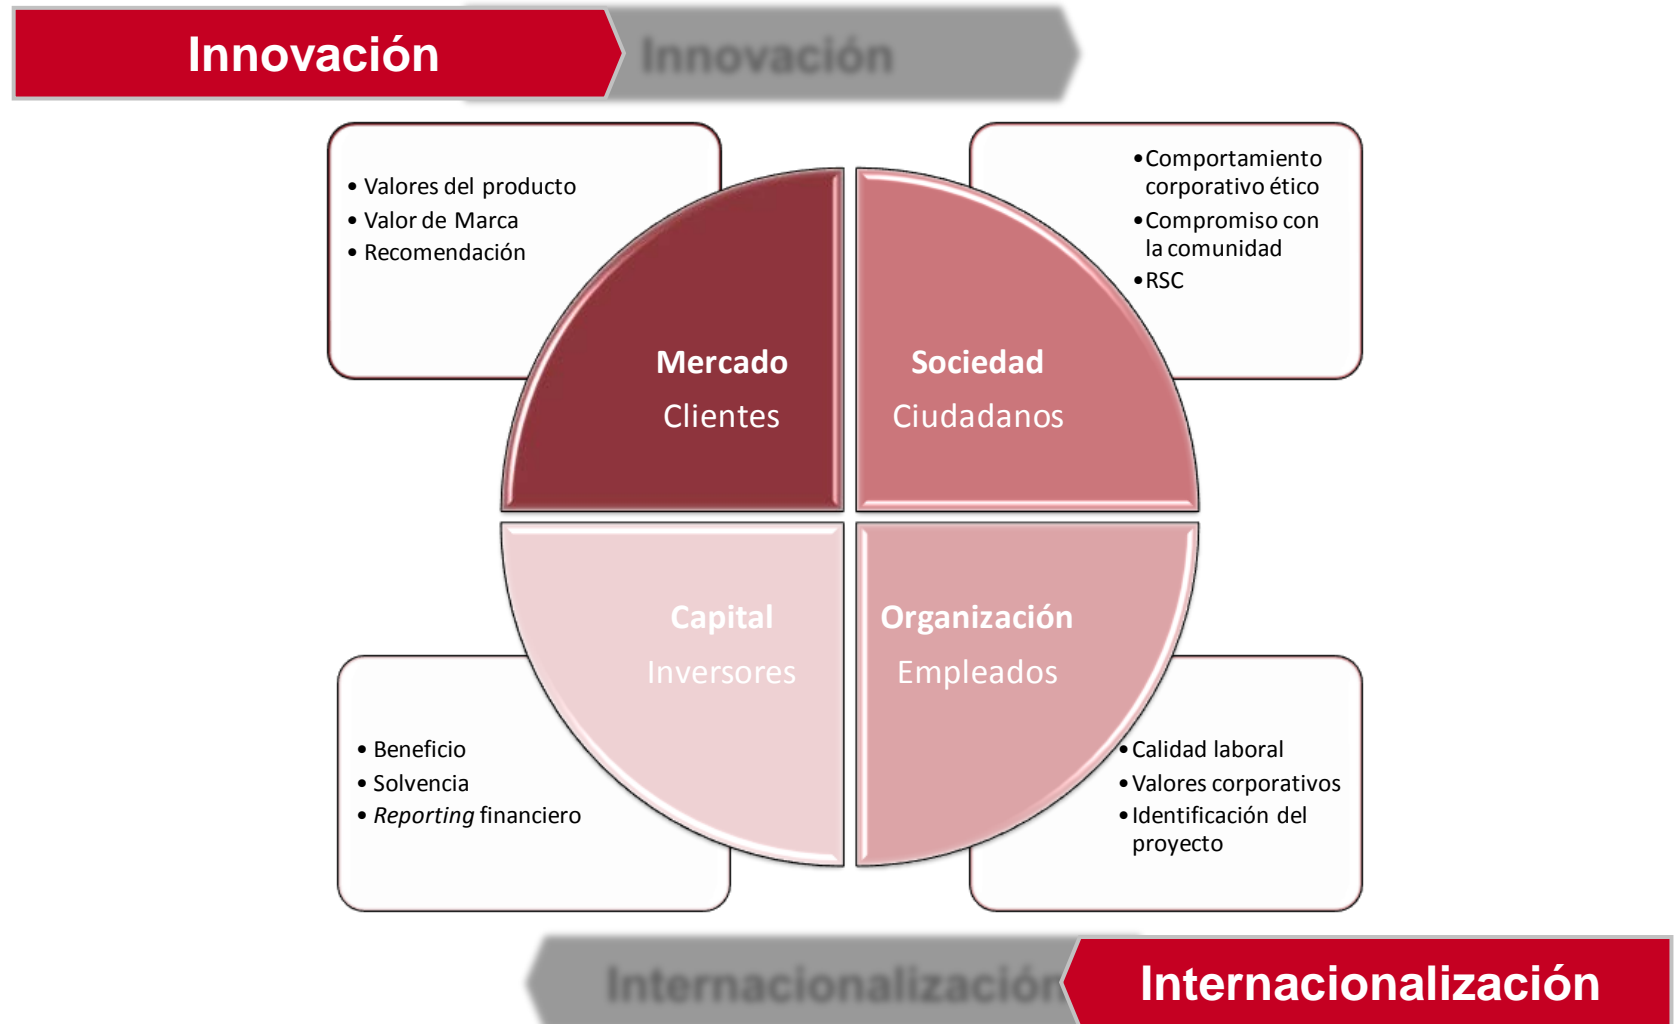 Innovación
Innovación
• Valores del producto
• Valor de Marca
• Recomendación
•Comportamiento
corporativo ético
•Compromiso con
la comunidad
•RSC
Mercado
Clientes
Sociedad
Ciudadanos
Capital
Inversores
Organización
Empleados
• Beneficio
• Solvencia
• Reporting financiero
•Calidad laboral
•Valores corporativos
•Identificación del
proyecto
Internacionalización
Internacionalización